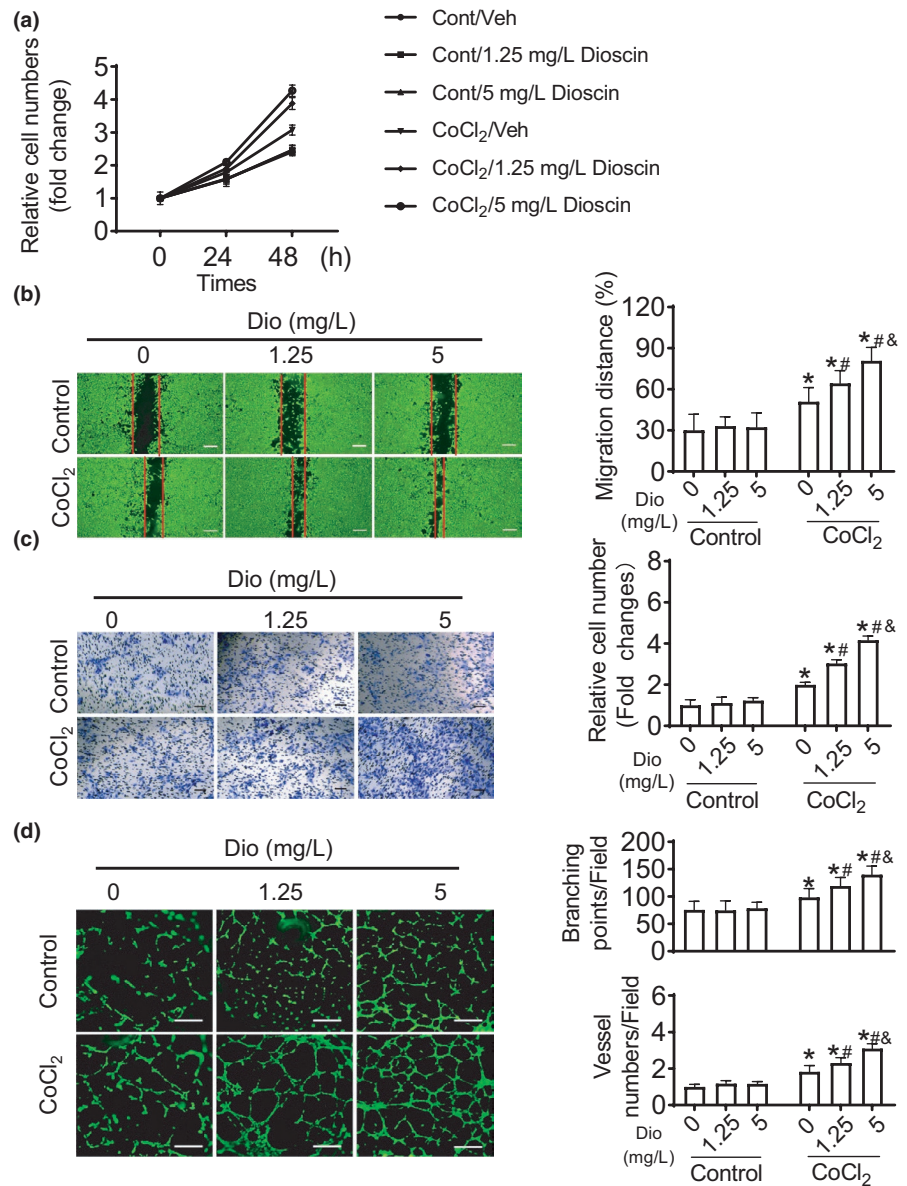 (a)
Relative cell numbers
(fold change)
5
4
3
2
1
0
0 24 48 (h)
Times
Cont/Veh
Cont/1.25 mg/L Dioscin
Cont/5 mg/L Dioscin
CoCl₂/Veh
CoCl₂/1.25 mg/L Dioscin
CoCl₂/5 mg/L Dioscin
(b)
Dio (mg/L)
0 1.25 5
Control
CoCl₂
Migration distance (%)
120
90
60
30
0
* *# *#&
Dio
(mg/L)
0 1.25 5 0 1.25 5
Control CoCl₂
(c)
Dio (mg/L)
0 1.25 5
Control
CoCl₂
Relative cell number
(Fold changes)
8
6
4
2
0
* *# *#&
Dio
(mg/L)
0 1.25 5 0 1.25 5
Control CoCl₂
(d)
Dio (mg/L)
0 1.25 5
Control
CoCl₂
Branching
points/Field
200
150
100
50
0
* *# *#&
Vessel
numbers/Field
6
4
2
0
* *# *#&
Dio
(mg/L)
0 1.25 5 0 1.25 5
Control CoCl₂